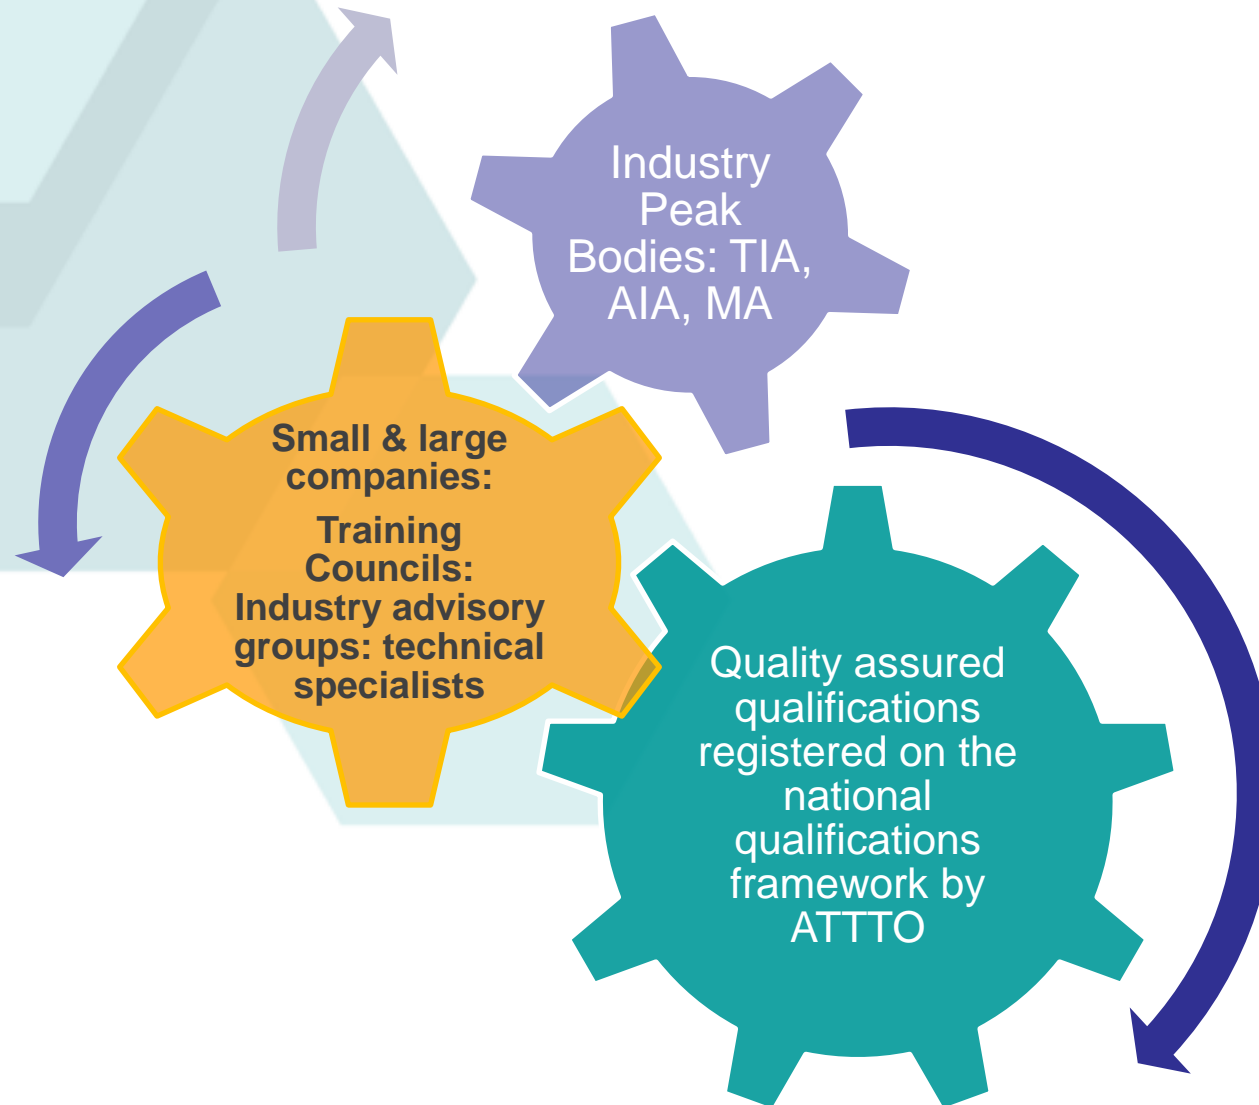 Industry
Peak
Bodies: TIA,
AIA, MA
Small & large
companies:
Training
Councils:
Industry advisory
groups: technical
specialists
Quality assured
qualifications
registered on the
national
qualifications
framework by
ATTTO